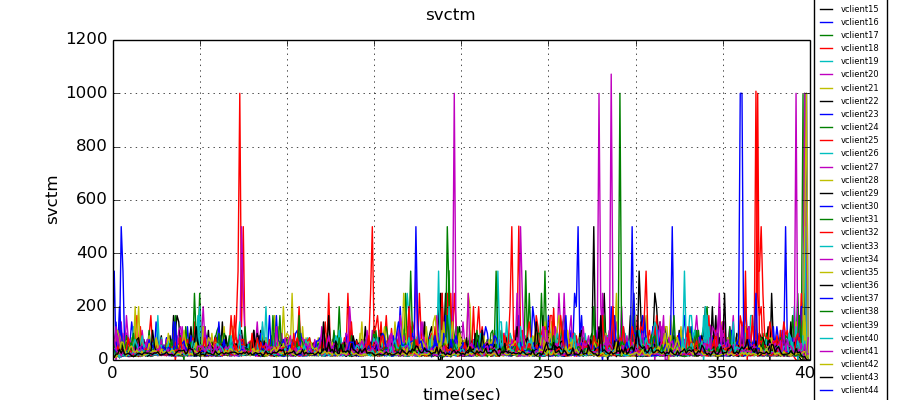 svctm
1200
1000
800
600
400
200
0
svctm
0
50
100
150
200
250
300
350
40
time(sec)
vclient15
vclient16
vclient17
vclient18
vclient19
vclient20
vclient21
vclient22
vclient23
vclient24
vclient25
vclient26
vclient27
vclient28
vclient29
vclient30
vclient31
vclient32
vclient33
vclient34
vclient35
vclient36
vclient37
vclient38
vclient39
vclient40
vclient41
vclient42
vclient43
vclient44